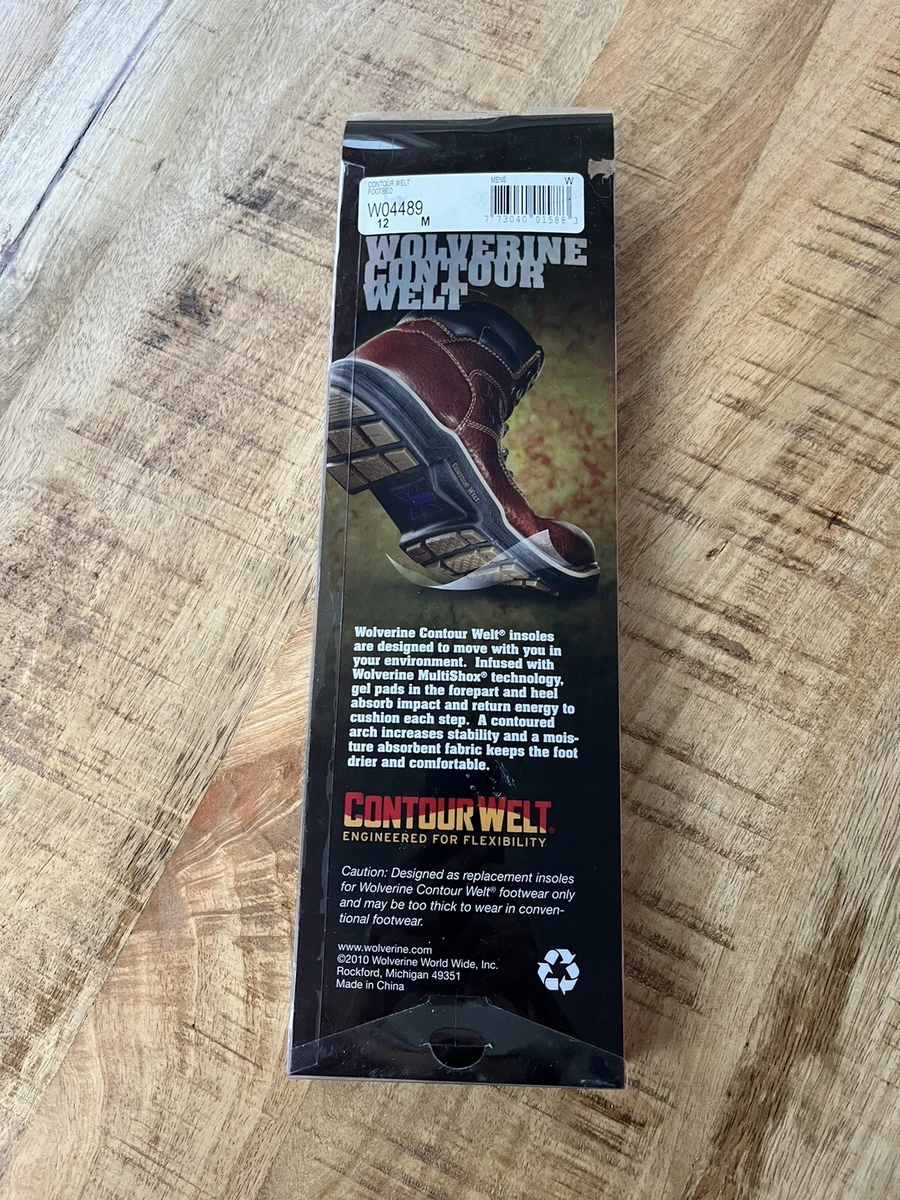 CONTOUR WELT
FOOTBED
MENS
W
W04489
12 M
7 73040 01588 3
WOLVERINE
CONTOUR
WELT
CONTOUR WELT
Wolverine Contour Welt® insoles
are designed to move with you in
your environment. Infused with
Wolverine MultiShox® technology,
gel pads in the forepart and heel
absorb impact and return energy to
cushion each step. A contoured
arch increases stability and a mois-
ture absorbent fabric keeps the foot
drier and comfortable.
CONTOUR WELT®
ENGINEERED FOR FLEXIBILITY
Caution: Designed as replacement insoles
for Wolverine Contour Welt® footwear only
and may be too thick to wear in conven-
tional footwear.
www.wolverine.com
©2010 Wolverine World Wide, Inc.
Rockford, Michigan 49351
Made in China